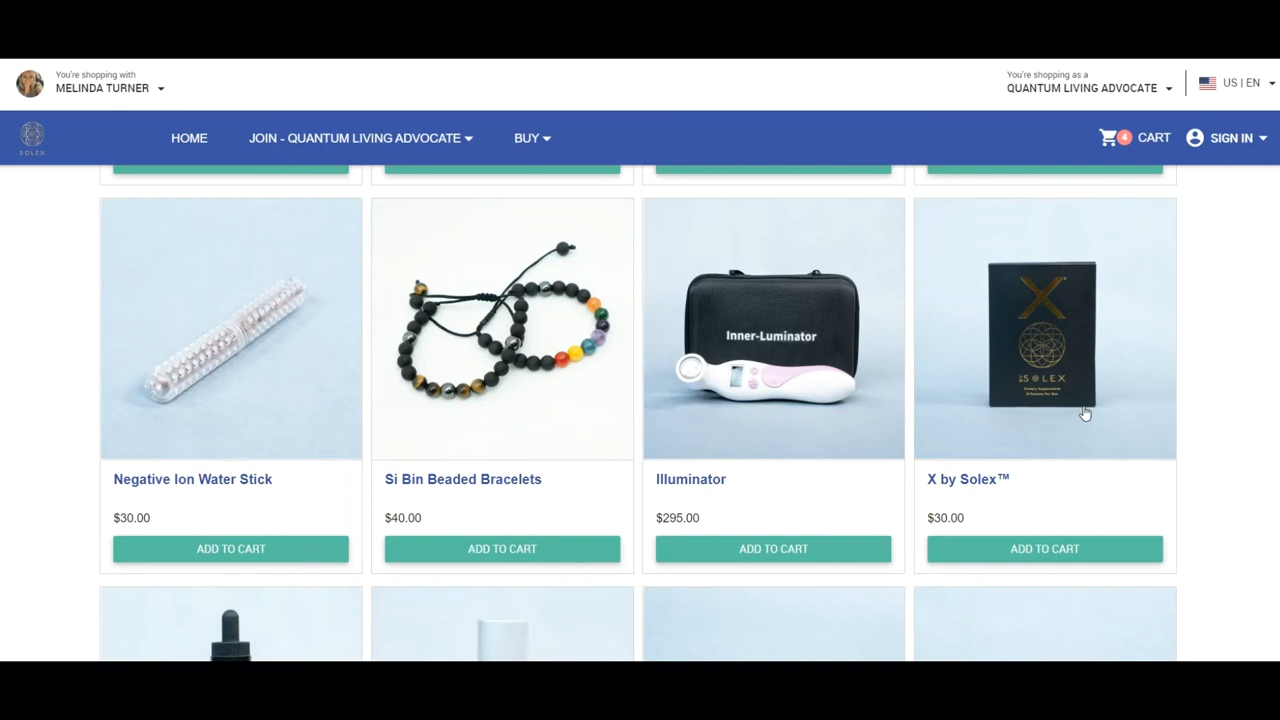 You're shopping with
MELINDA TURNER
You're shopping as a
QUANTUM LIVING ADVOCATE
US | EN
SOLEX
HOME
JOIN - QUANTUM LIVING ADVOCATE
BUY
4
CART
SIGN IN
Inner-Luminator
X
BY SOLEX
Dietary Supplement
Negative Ion Water Stick
Si Bin Beaded Bracelets
Illuminator
X by Solex™
$30.00
$40.00
$295.00
$30.00
ADD TO CART
ADD TO CART
ADD TO CART
ADD TO CART